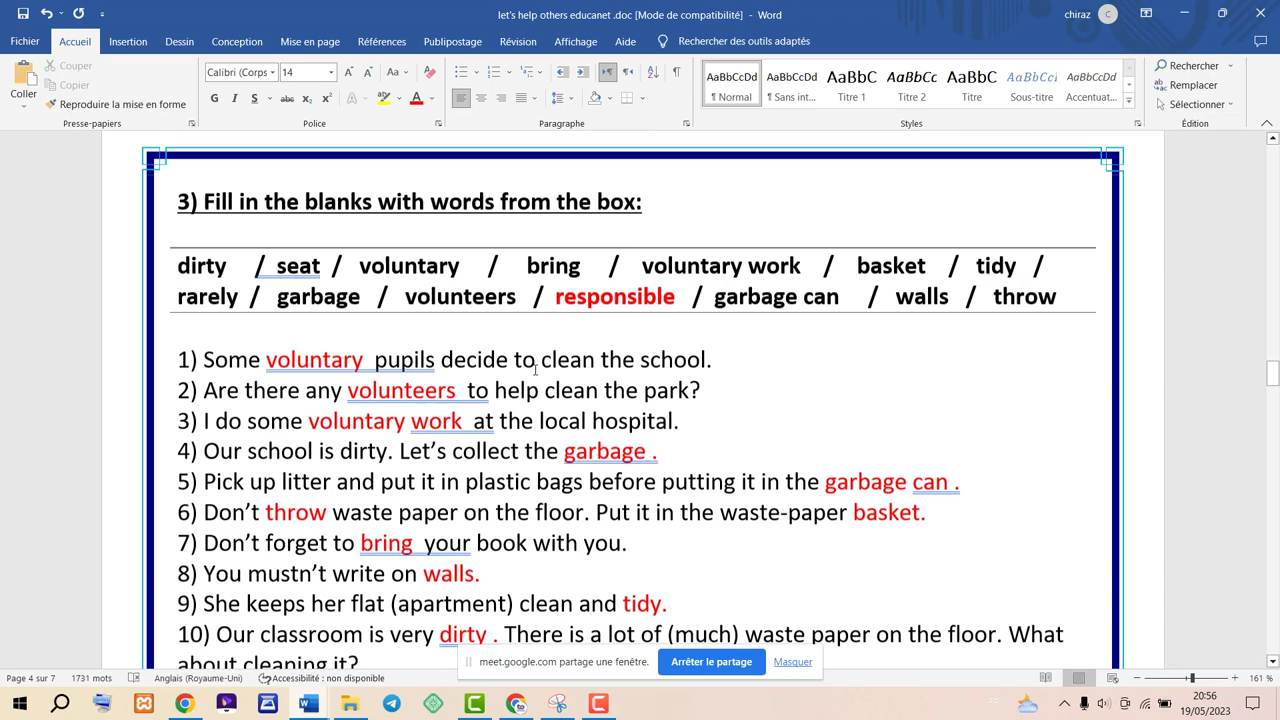 let's help others educanet .doc [Mode de compatibilité] - Word
chiraz C
Fichier Accueil Insertion Dessin Conception Mise en page Références Publipostage Révision Affichage Aide Rechercher des outils adaptés
Coller
Couper
Copier
Reproduire la mise en forme
Presse-papiers
Calibri (Corps 14
G I S abc x₂ x² A A
Police
Paragraphe
AaBbCcDd AaBbCcDd AaBbC AaBbCc AaBbC AaBbCcI AaBbCcDd
¶ Normal ¶ Sans int... Titre 1 Titre 2 Titre Sous-titre Accentuat...
Styles
Rechercher
Remplacer
Sélectionner
Édition
3) Fill in the blanks with words from the box:
dirty / seat / voluntary / bring / voluntary work / basket / tidy /
rarely / garbage / volunteers / responsible / garbage can / walls / throw
1) Some voluntary pupils decide to clean the school.
2) Are there any volunteers to help clean the park?
3) I do some voluntary work at the local hospital.
4) Our school is dirty. Let’s collect the garbage .
5) Pick up litter and put it in plastic bags before putting it in the garbage can .
6) Don’t throw waste paper on the floor. Put it in the waste-paper basket.
7) Don’t forget to bring your book with you.
8) You mustn’t write on walls.
9) She keeps her flat (apartment) clean and tidy.
10) Our classroom is very dirty . There is a lot of (much) waste paper on the floor. What
about cleaning it?
meet.google.com partage une fenêtre. Arrêter le partage Masquer
Page 4 sur 7 1731 mots Anglais (Royaume-Uni) Accessibilité : non disponible 161 %
20:56
19/05/2023